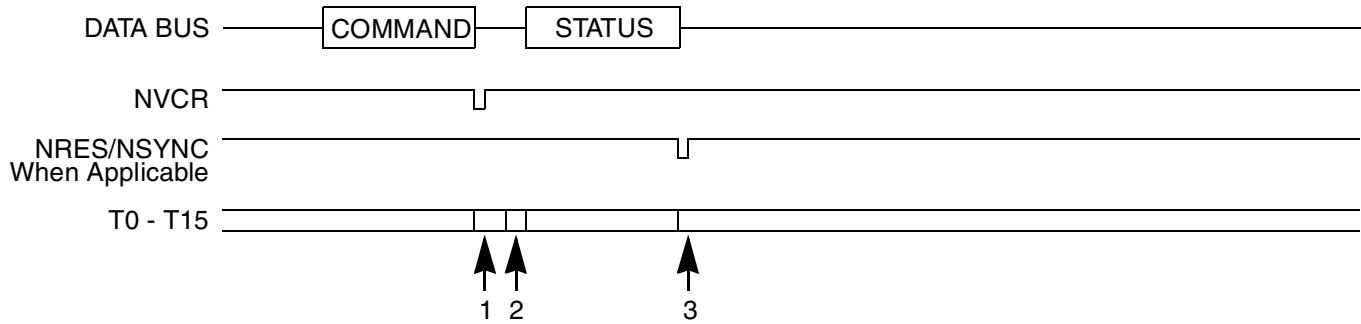 DATA BUS COMMAND STATUS
NVCR
NRES/NSYNC
When Applicable
T0 - T15
1 2 3